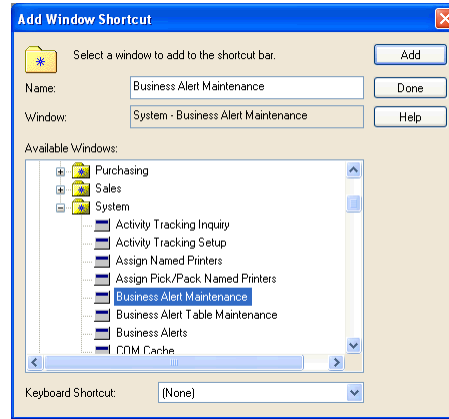 Add Window Shortcut
Select a window to add to the shortcut bar.
Add
Name:
Business Alert Maintenance
Done
Window:
System - Business Alert Maintenance
Help
Available Windows:
Purchasing
Sales
System
Activity Tracking Inquiry
Activity Tracking Setup
Assign Named Printers
Assign Pick/Pack Named Printers
Business Alert Maintenance
Business Alert Table Maintenance
Business Alerts
COM Cache
Keyboard Shortcut:
(None)